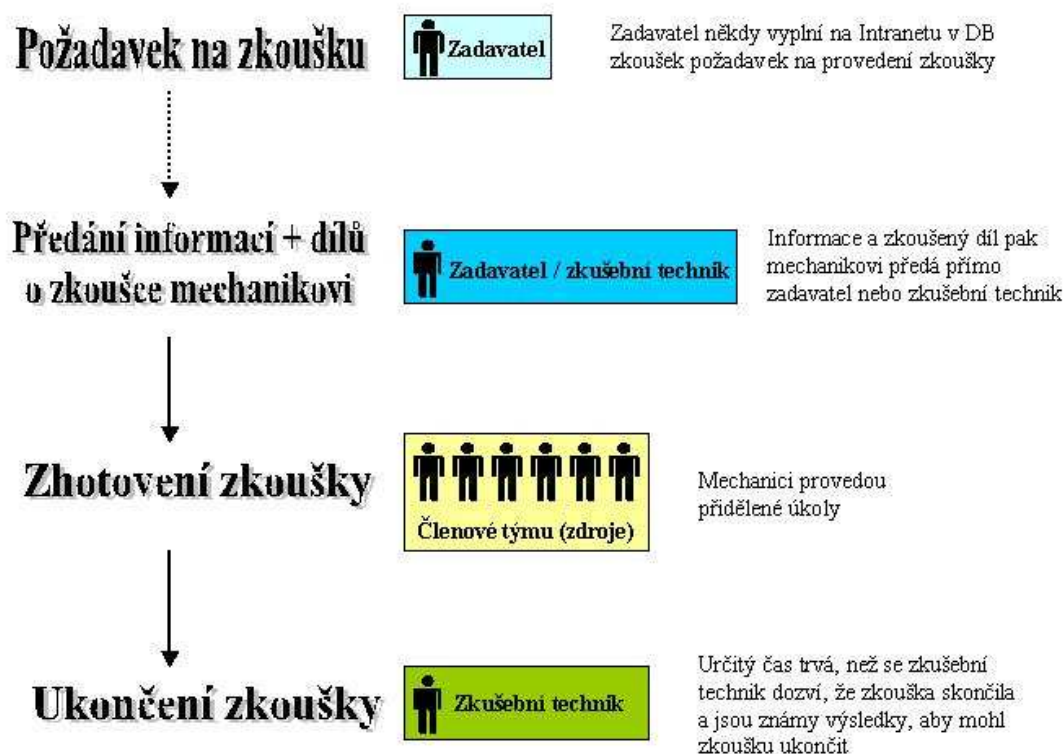 Požadavek na zkoušku
Zadavatel
Zadavatel někdy vyplní na Intranetu v DB
zkoušek požadavek na provedení zkoušky
Předání informací + dílů
o zkoušce mechanikovi
Zadavatel / zkušební technik
Informace a zkoušený díl pak
mechanikovi předá přímo
zadavatel nebo zkušební technik
Zhotovení zkoušky
Členové týmu (zdroje)
Mechanici provedou
přidělené úkoly
Ukončení zkoušky
Zkušební technik
Určitý čas trvá, než se zkušební
technik dozví, že zkouška skončila
a jsou známy výsledky, aby mohl
zkoušku ukončit